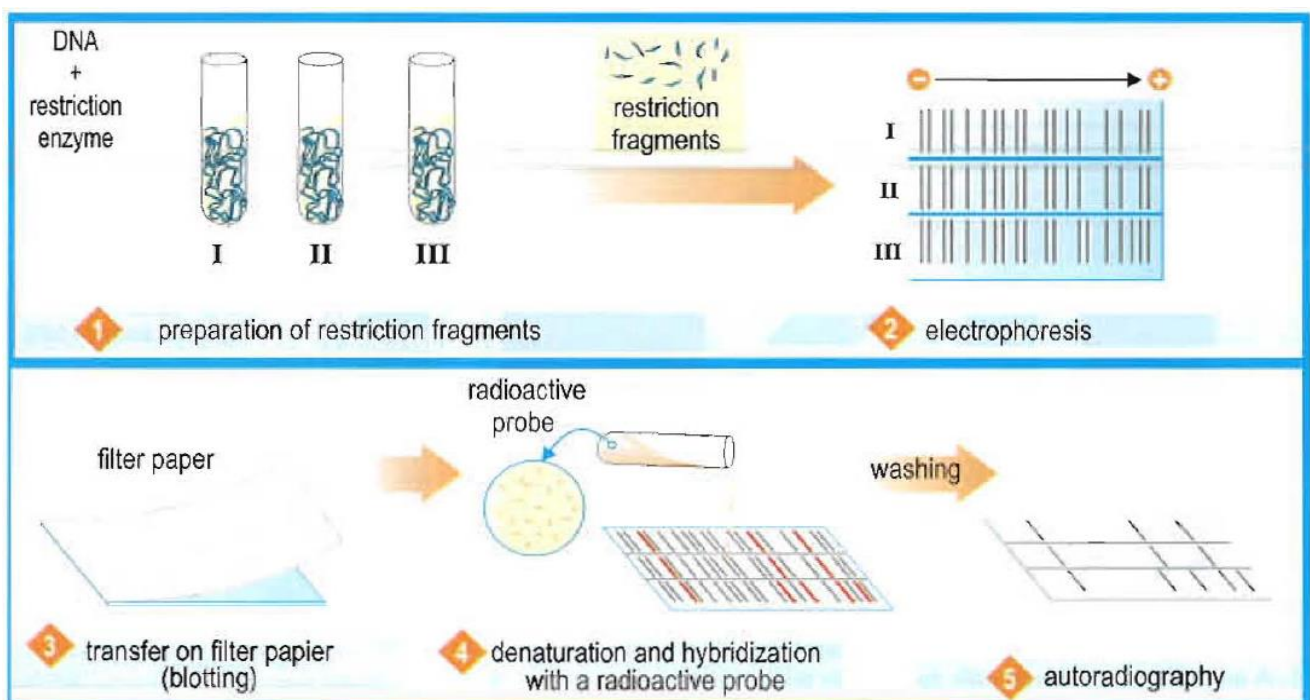 DNA
+
restriction
enzyme
I II III
restriction
fragments
− +
I
II
III
1 preparation of restriction fragments
2 electrophoresis
filter paper
radioactive
probe
washing
3 transfer on filter papier
(blotting)
4 denaturation and hybridization
with a radioactive probe
5 autoradiography